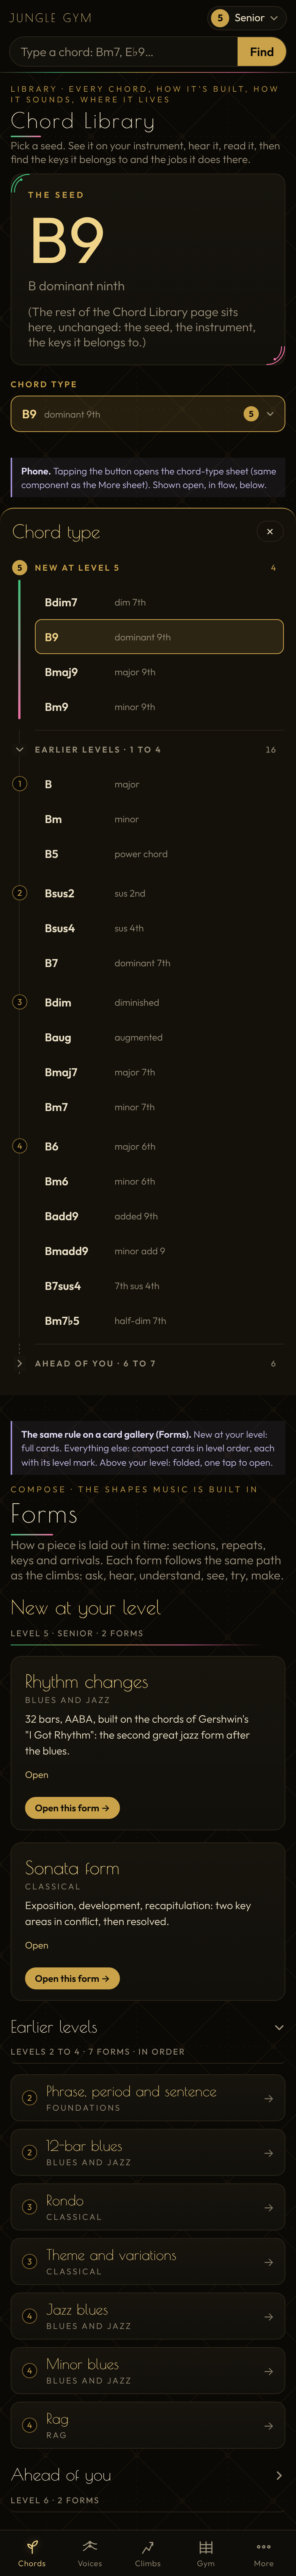 JUNGLE GYM
5 Senior
Type a chord: Bm7, E♭9...
Find
LIBRARY · EVERY CHORD, HOW IT'S BUILT, HOW
IT SOUNDS, WHERE IT LIVES
Chord Library
Pick a seed. See it on your instrument, hear it, read it, then
find the keys it belongs to and the jobs it does there.
THE SEED
B9
B dominant ninth
(The rest of the Chord Library page sits
here, unchanged: the seed, the instrument,
the keys it belongs to.)
CHORD TYPE
B9 dominant 9th 5
Phone. Tapping the button opens the chord-type sheet (same
component as the More sheet). Shown open, in flow, below.
Chord type
×
5 NEW AT LEVEL 5 4
Bdim7 dim 7th
B9 dominant 9th
Bmaj9 major 9th
Bm9 minor 9th
EARLIER LEVELS · 1 TO 4 16
1 B major
Bm minor
B5 power chord
2 Bsus2 sus 2nd
Bsus4 sus 4th
B7 dominant 7th
3 Bdim diminished
Baug augmented
Bmaj7 major 7th
Bm7 minor 7th
4 B6 major 6th
Bm6 minor 6th
Badd9 added 9th
Bmadd9 minor add 9
B7sus4 7th sus 4th
Bm7♭5 half-dim 7th
AHEAD OF YOU · 6 TO 7 6
The same rule on a card gallery (Forms). New at your level:
full cards. Everything else: compact cards in level order, each
with its level mark. Above your level: folded, one tap to open.
COMPOSE · THE SHAPES MUSIC IS BUILT IN
Forms
How a piece is laid out in time: sections, repeats,
keys and arrivals. Each form follows the same path
as the climbs: ask, hear, understand, see, try, make.
New at your level
LEVEL 5 · SENIOR · 2 FORMS
Rhythm changes
BLUES AND JAZZ
32 bars, AABA, built on the chords of Gershwin's
"I Got Rhythm": the second great jazz form after
the blues.
Open
Open this form →
Sonata form
CLASSICAL
Exposition, development, recapitulation: two key
areas in conflict, then resolved.
Open
Open this form →
Earlier levels
LEVELS 2 TO 4 · 7 FORMS · IN ORDER
2 Phrase, period and sentence →
FOUNDATIONS
2 12-bar blues →
BLUES AND JAZZ
3 Rondo →
CLASSICAL
3 Theme and variations →
CLASSICAL
4 Jazz blues →
BLUES AND JAZZ
4 Minor blues →
BLUES AND JAZZ
4 Rag →
RAG
Ahead of you
LEVEL 6 · 2 FORMS
Chords Voices Climbs Gym More